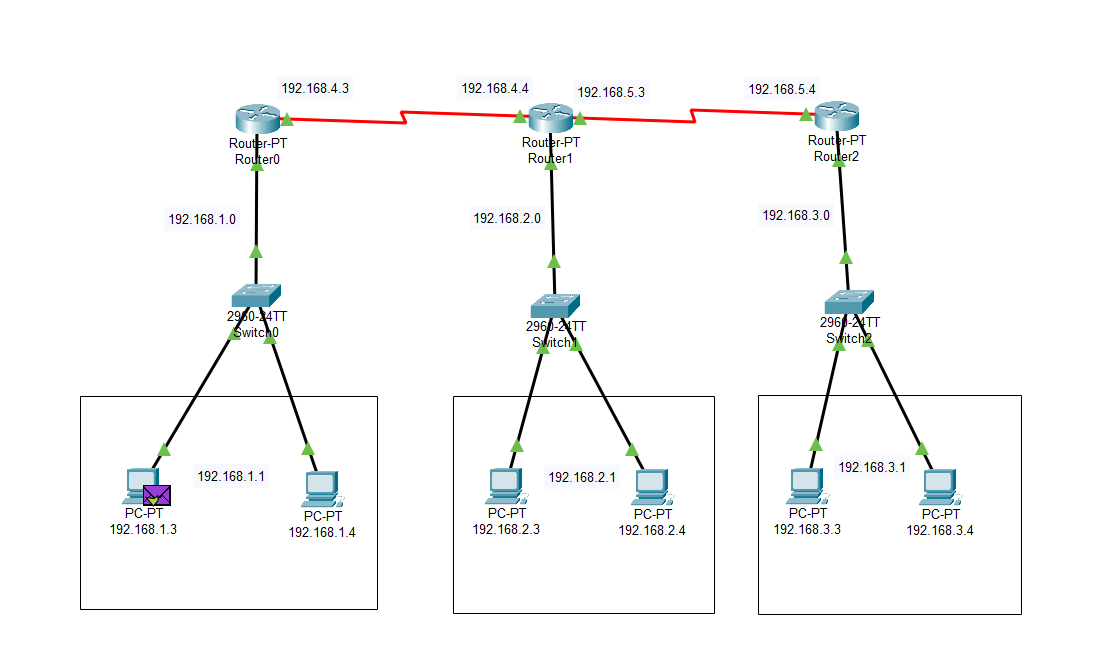 192.168.4.3
192.168.4.4
192.168.5.3
192.168.5.4
Router-PT
Router0
Router-PT
Router1
Router-PT
Router2
192.168.1.0
192.168.2.0
192.168.3.0
2960-24TT
Switch0
2960-24TT
Switch1
2960-24TT
Switch2
192.168.1.1
192.168.2.1
192.168.3.1
PC-PT
192.168.1.3
PC-PT
192.168.1.4
PC-PT
192.168.2.3
PC-PT
192.168.2.4
PC-PT
192.168.3.3
PC-PT
192.168.3.4